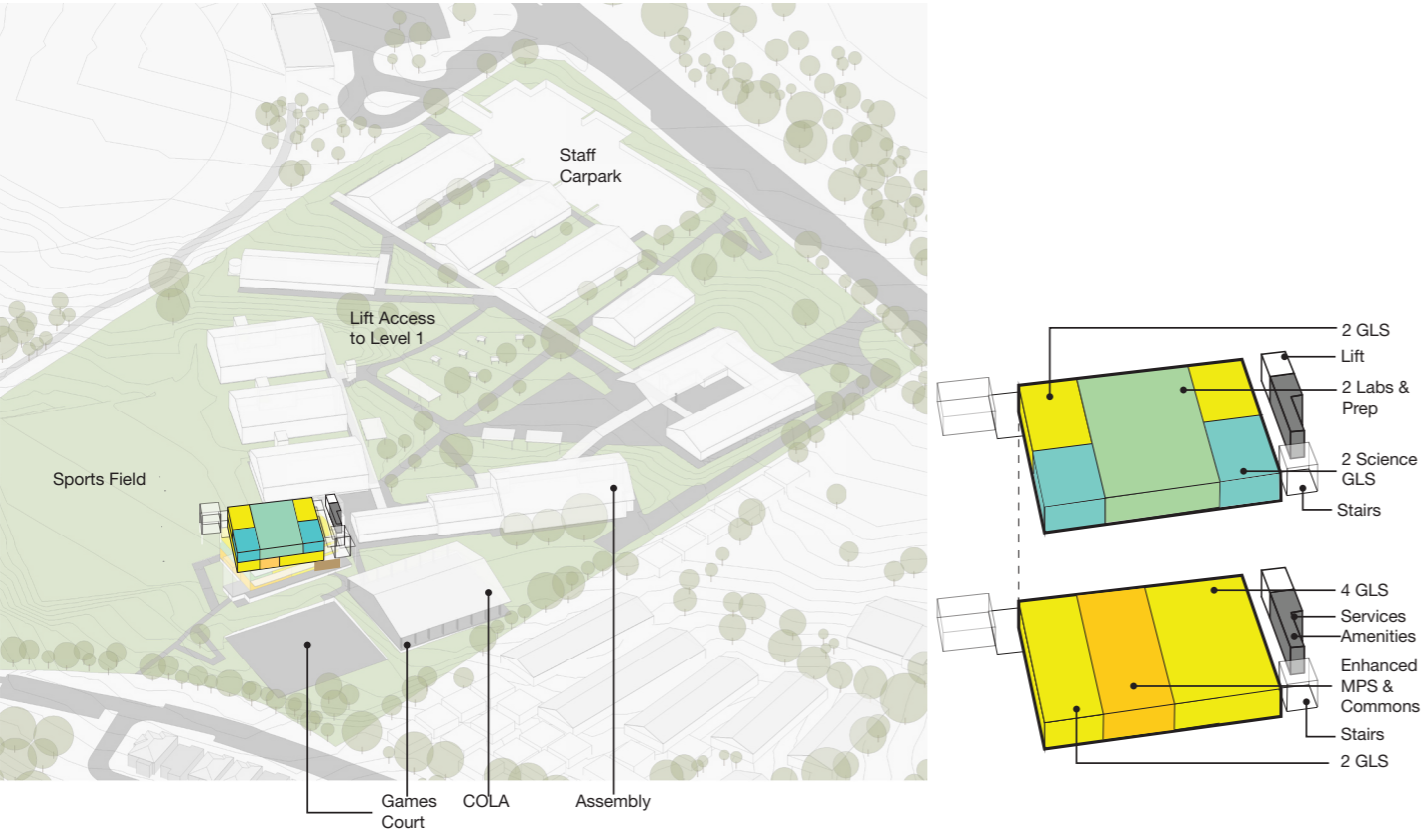 Staff
Carpark
Lift Access
to Level 1
Sports Field
Games
Court
COLA
Assembly
2 GLS
Lift
2 Labs &
Prep
2 Science
GLS
Stairs
4 GLS
Services
Amenities
Enhanced
MPS &
Commons
Stairs
2 GLS